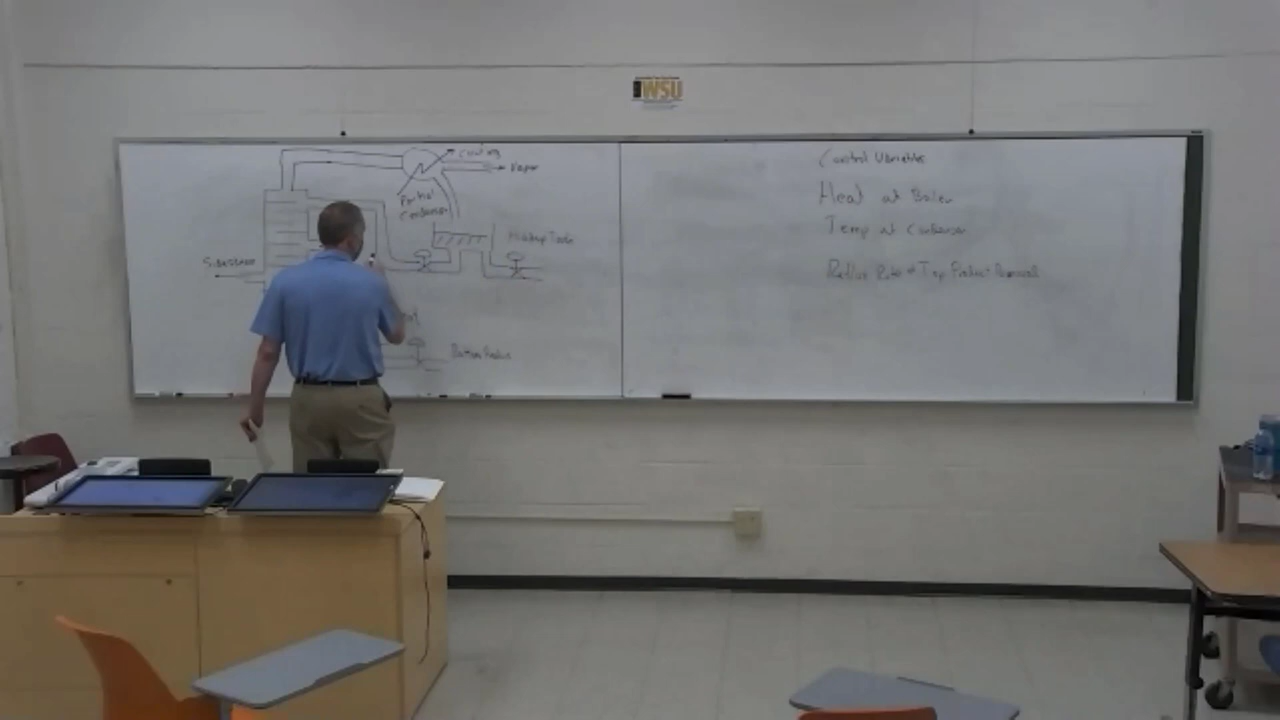 WSU
Cooling
Vapor
Partial
Condenser
Holdup Tank
Sidestream
Bottom Product
Control Variables
Heat at Boiler
Temp at Condenser
Reflux Rate + Top Product Removal